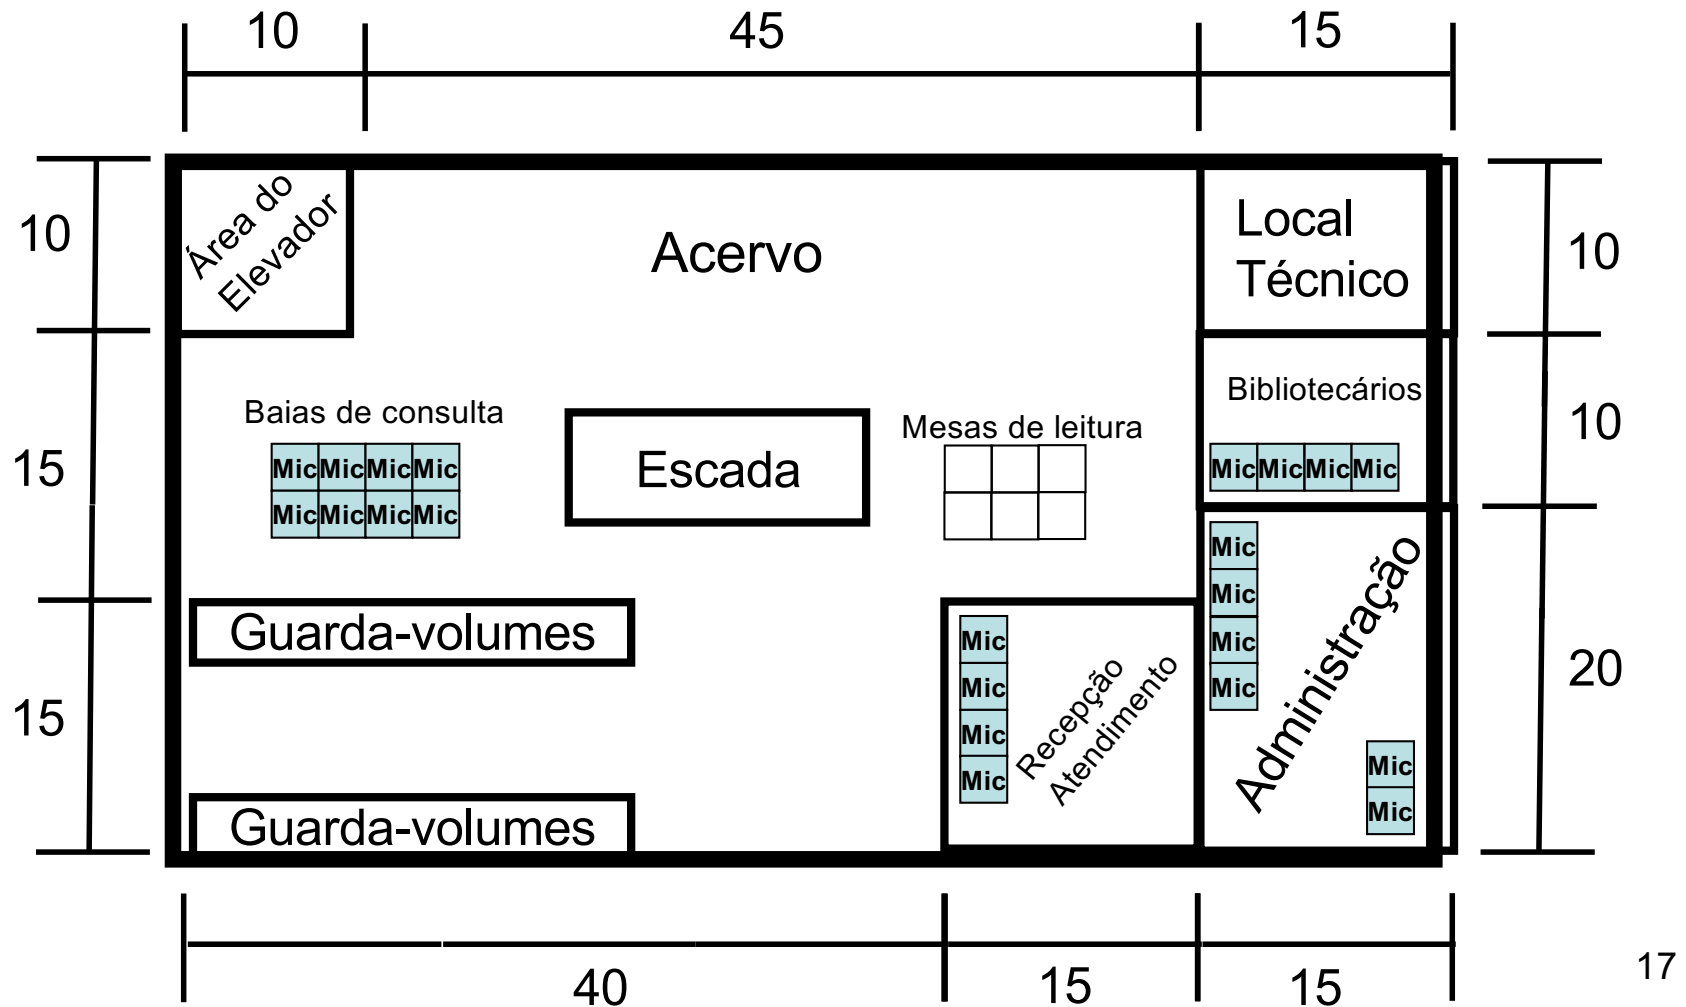 10 45 15
10
15
15
10
10
20
Área do
Elevador
Acervo
Local
Técnico
Baias de consulta
Mic Mic Mic Mic
Mic Mic Mic Mic
Escada
Mesas de leitura
Bibliotecários
Mic Mic Mic Mic
Mic
Mic
Mic
Mic
Administração
Mic
Mic
Guarda-volumes
Mic
Mic
Mic
Mic
Recepção
Atendimento
Guarda-volumes
40 15 15
17